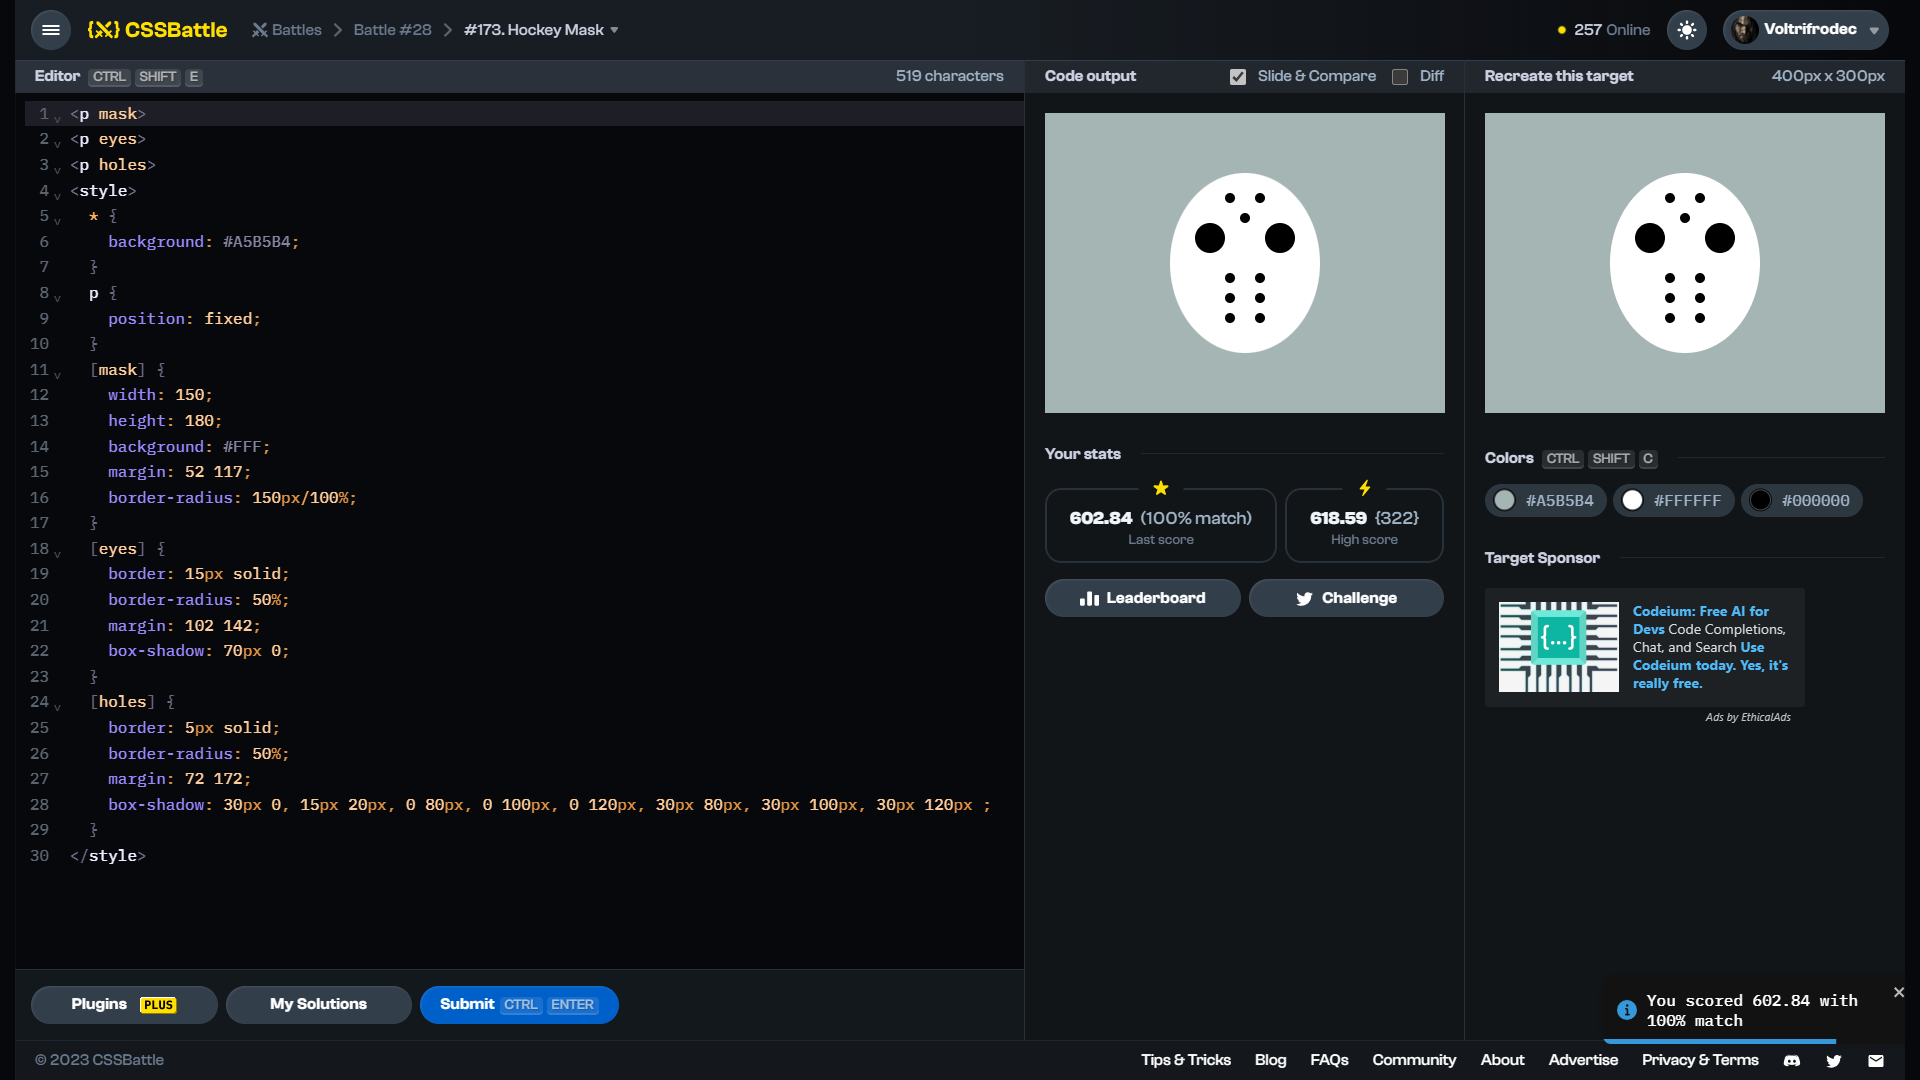 CSSBattle
Battles
Battle #28
#173. Hockey Mask
257 Online
Voltrifrodec
Editor CTRL SHIFT E
519 characters
1 <p mask>
2 <p eyes>
3 <p holes>
4 <style>
5 * {
6 background: #A5B5B4;
7 }
8 p {
9 position: fixed;
10 }
11 [mask] {
12 width: 150;
13 height: 180;
14 background: #FFF;
15 margin: 52 117;
16 border-radius: 150px/100%;
17 }
18 [eyes] {
19 border: 15px solid;
20 border-radius: 50%;
21 margin: 102 142;
22 box-shadow: 70px 0;
23 }
24 [holes] {
25 border: 5px solid;
26 border-radius: 50%;
27 margin: 72 172;
28 box-shadow: 30px 0, 15px 20px, 0 80px, 0 100px, 0 120px, 30px 80px, 30px 100px, 30px 120px ;
29 }
30 </style>
Plugins PLUS
My Solutions
Submit CTRL ENTER
Code output
Slide & Compare
Diff
Your stats
602.84 (100% match)
Last score
618.59 {322}
High score
Leaderboard
Challenge
Recreate this target
400px x 300px
Colors CTRL SHIFT C
#A5B5B4
#FFFFFF
#000000
Target Sponsor
{...}
Codeium: Free AI for
Devs Code Completions,
Chat, and Search Use
Codeium today. Yes, it's
really free.
Ads by EthicalAds
You scored 602.84 with
100% match
© 2023 CSSBattle
Tips & Tricks
Blog
FAQs
Community
About
Advertise
Privacy & Terms